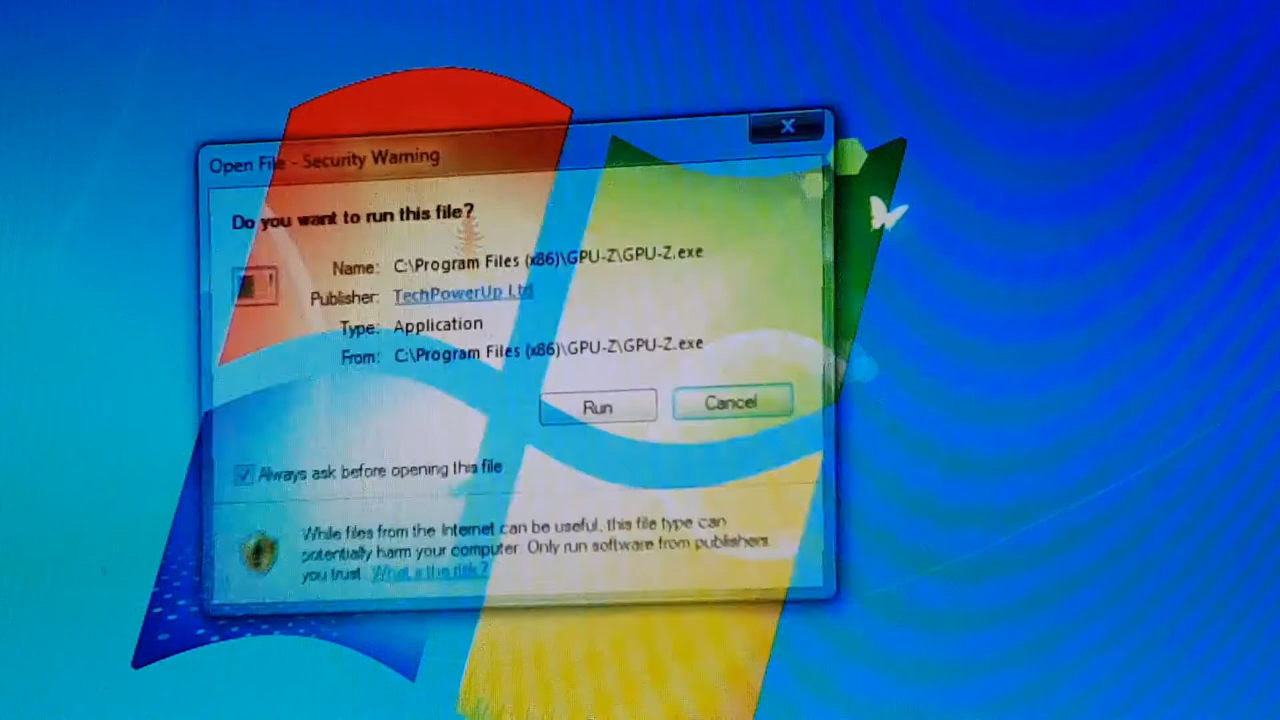 Open File - Security Warning
Do you want to run this file?
Name: C:\Program Files (x86)\GPU-Z\GPU-Z.exe
Publisher: TechPowerUp Ltd
Type: Application
From: C:\Program Files (x86)\GPU-Z\GPU-Z.exe
Run Cancel
Always ask before opening this file
While files from the Internet can be useful, this file type can
potentially harm your computer. Only run software from publishers
you trust. What's the risk?